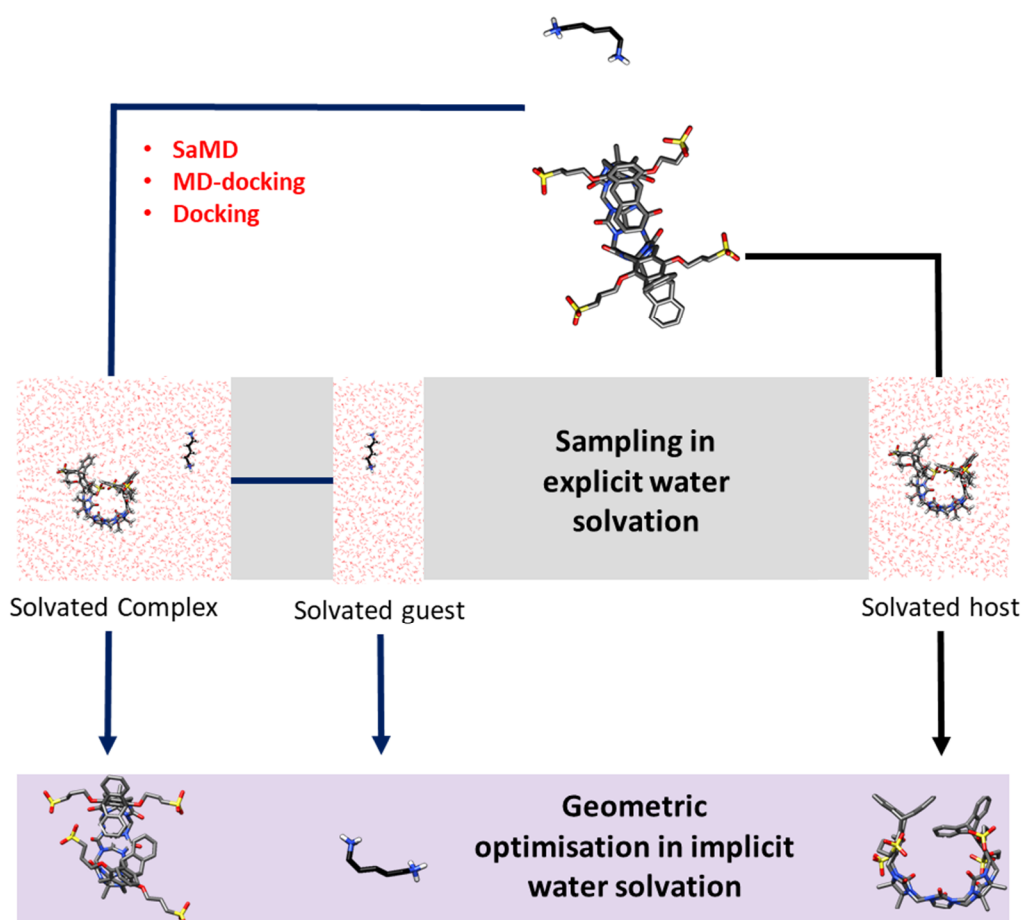 • SaMD
• MD-docking
• Docking
Sampling in
explicit water
solvation
Solvated Complex
Solvated guest
Solvated host
Geometric
optimisation in implicit
water solvation